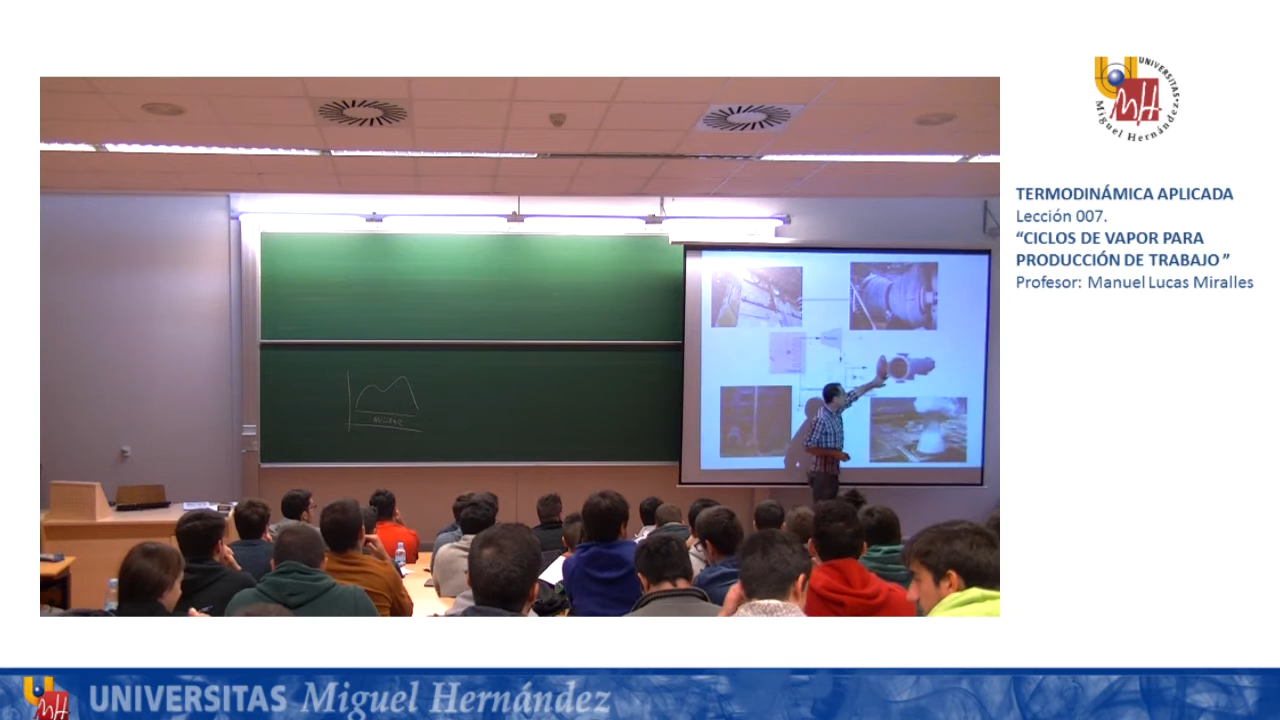 UNIVERSITAS
Miguel Hernández
TERMODINÁMICA APLICADA
Lección 007.
“CICLOS DE VAPOR PARA
PRODUCCIÓN DE TRABAJO ”
Profesor: Manuel Lucas Miralles
UNIVERSITAS Miguel Hernández